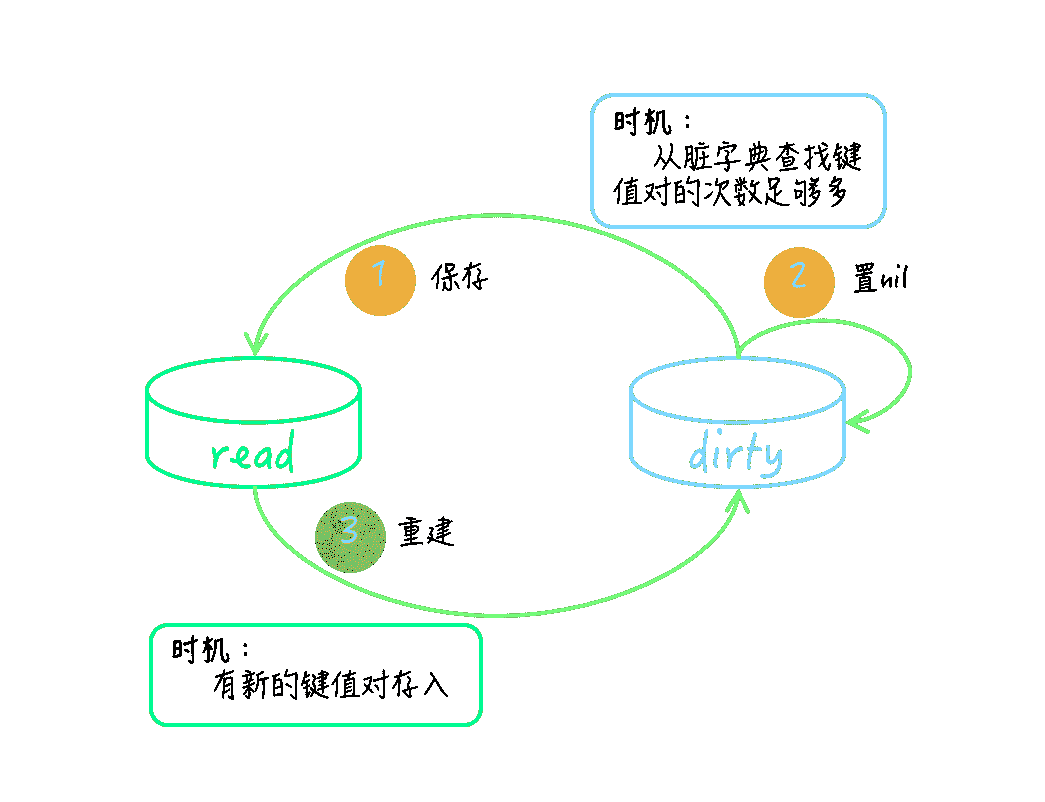 时机：
从脏字典查找键
值对的次数足够多
1
保存
2
置nil
read
dirty
3
重建
时机：
有新的键值对存入